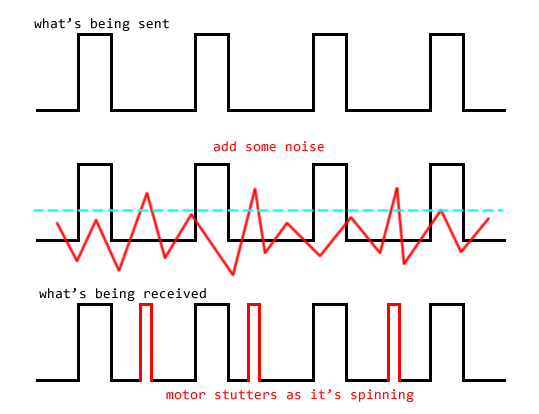 what's being sent
add some noise
what's being received
motor stutters as it's spinning